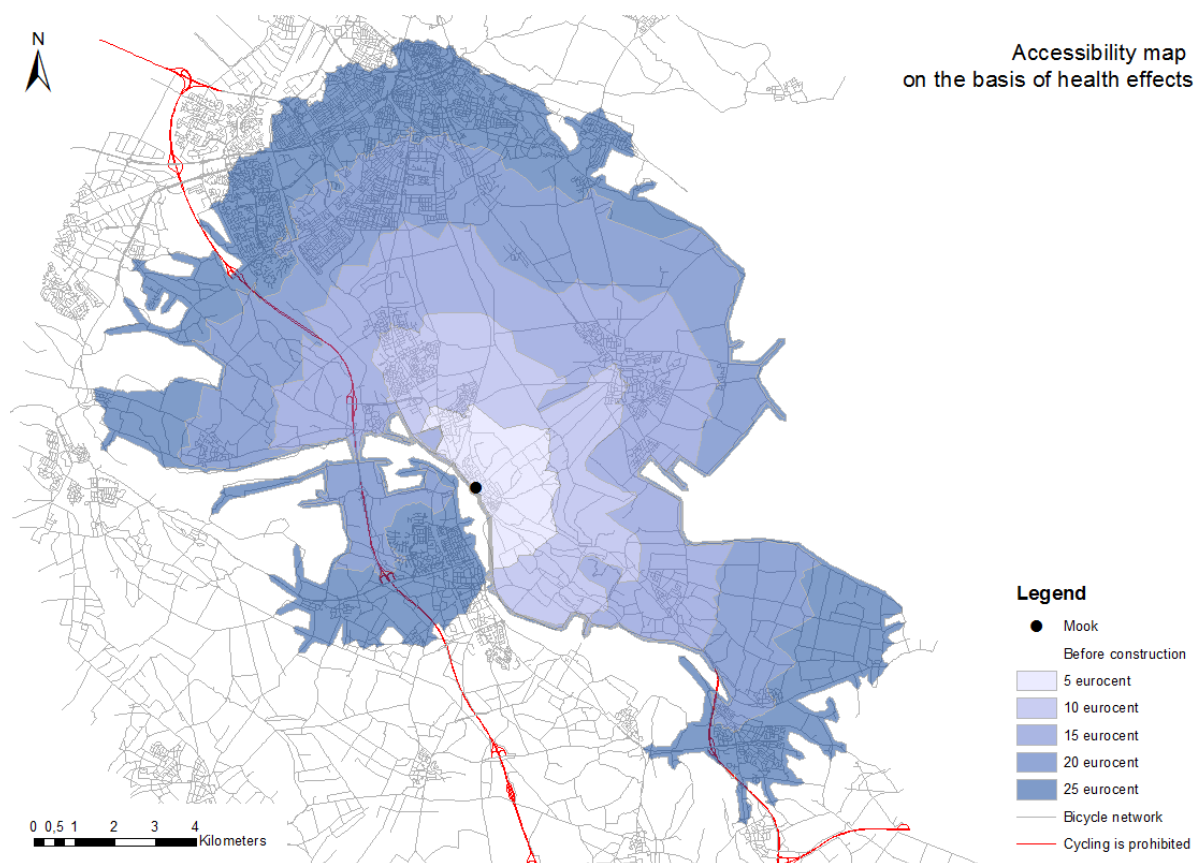 N
Accessibility map
on the basis of health effects
Legend
Mook
Before construction
5 eurocent
10 eurocent
15 eurocent
20 eurocent
25 eurocent
Bicycle network
Cycling is prohibited
0 0,5 1 2 3 4
Kilometers